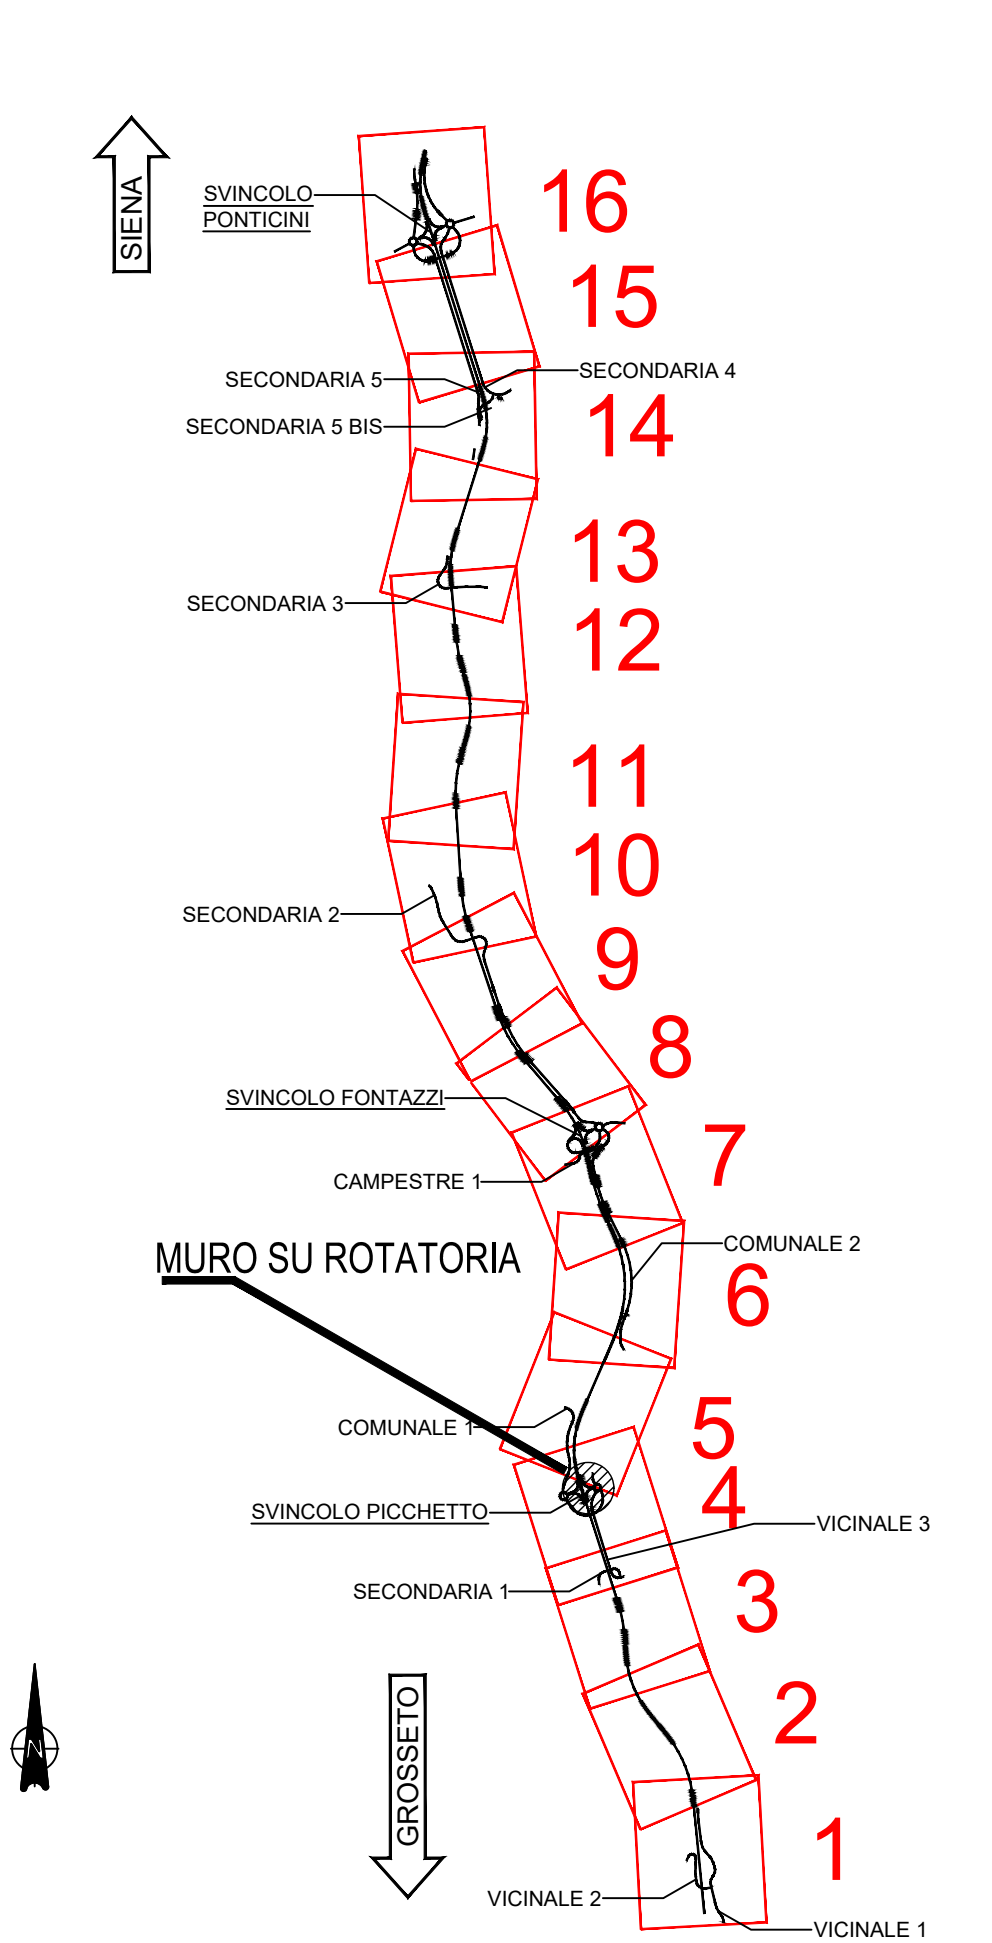 SIENA
SVINCOLO
PONTICINI
16
15
SECONDARIA 5
SECONDARIA 4
SECONDARIA 5 BIS
14
13
SECONDARIA 3
12
11
10
SECONDARIA 2
9
8
SVINCOLO FONTAZZI
7
CAMPESTRE 1
COMUNALE 2
MURO SU ROTATORIA
6
COMUNALE 1
5
4
SVINCOLO PICCHETTO
VICINALE 3
SECONDARIA 1
3
2
N
GROSSETO
1
VICINALE 2
VICINALE 1